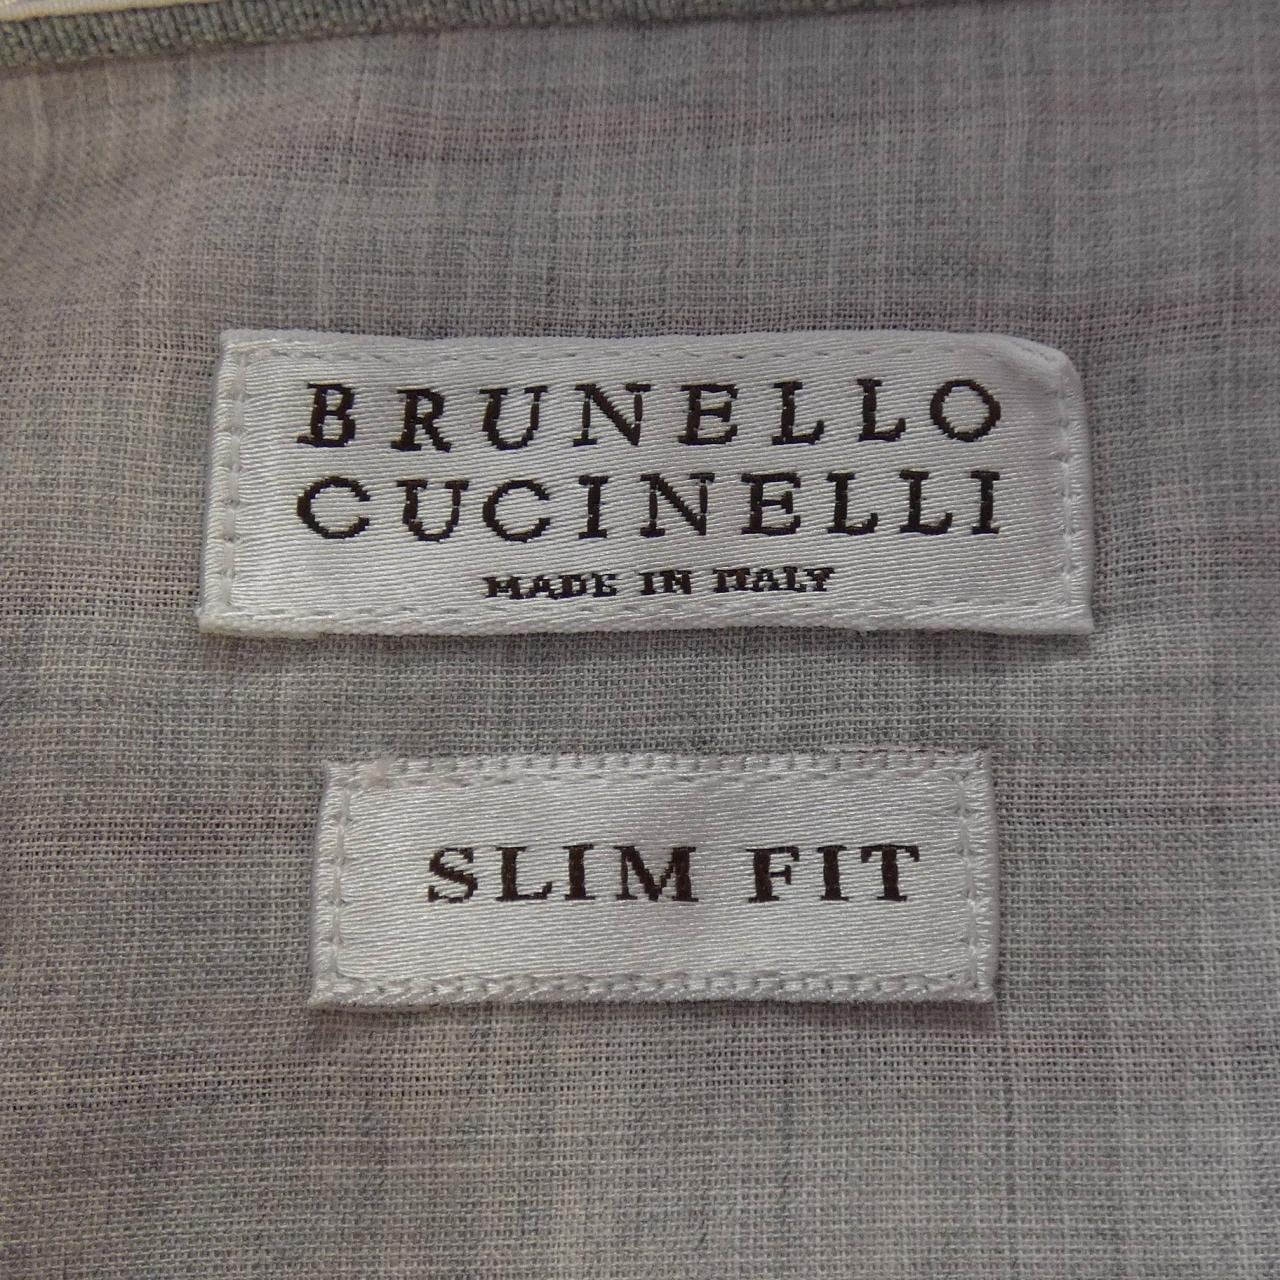 BRUNELLO
CUCINELLI
MADE IN ITALY
SLIM FIT